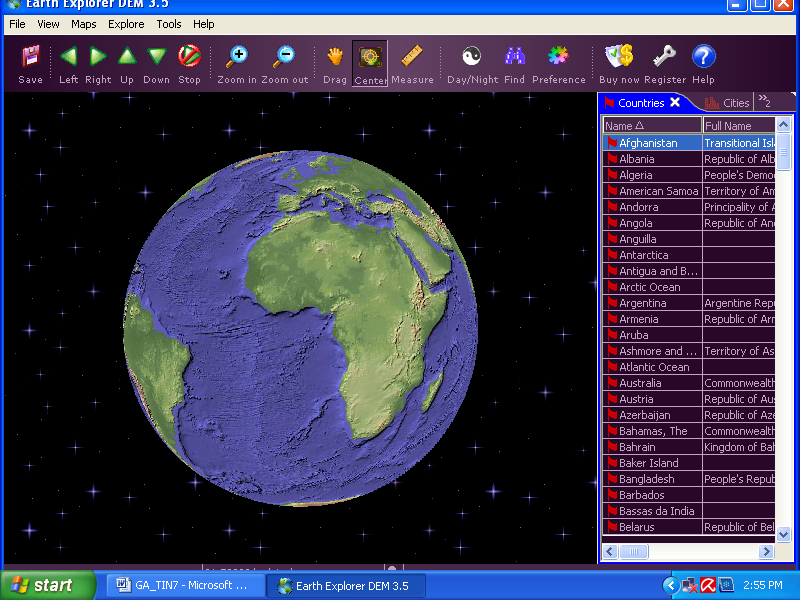 Earth Explorer DEM 3.5
File View Maps Explore Tools Help
Save Left Right Up Down Stop Zoom in Zoom out Drag Center Measure Day/Night Find Preference Buy now Register Help
Countries Cities 2
Name Full Name
Afghanistan Transitional Isl
Albania Republic of Alb
Algeria People's Demo
American Samoa Territory of Am
Andorra Principality of A
Angola Republic of Ang
Anguilla
Antarctica
Antigua and B...
Arctic Ocean
Argentina Argentine Repu
Armenia Republic of Arm
Aruba
Ashmore and ... Territory of As
Atlantic Ocean
Australia Commonwealth
Austria Republic of Aus
Azerbaijan Republic of Aze
Bahamas, The Commonwealth
Bahrain Kingdom of Bah
Baker Island
Bangladesh People's Repub
Barbados
Bassas da India
Belarus Republic of Bel
start GA_TIN7 - Microsoft ... Earth Explorer DEM 3.5 2:55 PM